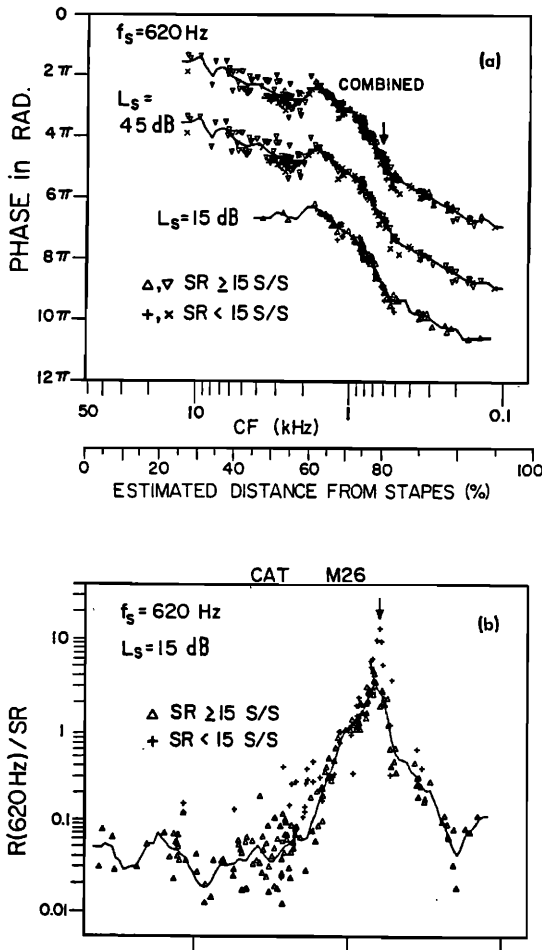 0
fs=620 Hz
(a)
2π
COMBINED
Ls=
45 dB
4π
PHASE in RAD.
6π
Ls=15 dB
8π
△,▽ SR ≥ 15 S/S
+,× SR < 15 S/S
10π
12π
50 10 1 0.1
CF (kHz)
0 20 40 60 80 100
ESTIMATED DISTANCE FROM STAPES (%)
CAT M26
fs=620 Hz
(b)
10
Ls=15 dB
△ SR ≥15 S/S
+ SR <15 S/S
1
R(620Hz)/SR
0.1
0.01